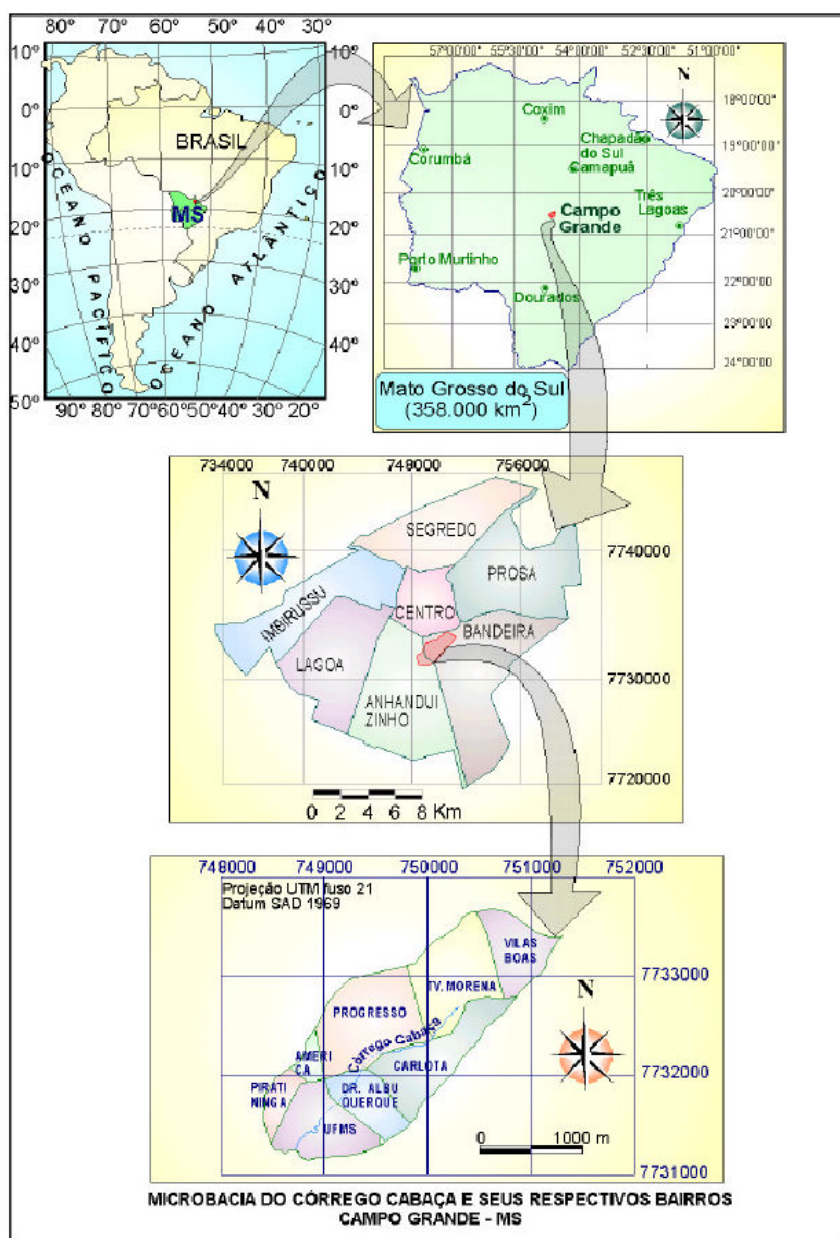 80° 70° 60° 50° 40° 30°
10°
0°
10°
20°
30°
40°
50°
10°
0°
10°
20°
30°
40°
90° 80° 70° 60° 50° 40° 30° 20°
BRASIL
MS
OCEANO PACÍFICO
OCEANO ATLÂNTICO
57°00'00" 55°30'00" 54°00'00" 52°30'00" 51°00'00"
N
18°00'00"
19°00'00"
20°00'00"
21°00'00"
22°00'00"
23°00'00"
24°00'00"
Coxim
Chapadão
do Sul
Corumbá
Camapuã
Três
Lagoas
Campo
Grande
Porto Murtinho
Dourados
Mato Grosso do Sul
(358.000 km²)
734000 740000 748000 756000
N
SEGREDO
7740000
PROSA
IMBIRUSSU
CENTRO
BANDEIRA
LAGOA
7730000
ANHANDUI
ZINHO
7720000
0 2 4 6 8 Km
748000 749000 750000 751000 752000
Projeção UTM fuso 21
Datum SAD 1969
VILAS
BOAS
7733000
TV. MORENA
N
PROGRESSO
Córrego Cabaça
AMERI
CA
CARLOTA
7732000
PIRATI
NINGA
DR. ALBU
QUERQUE
UFMS
0 1000 m
7731000
MICROBACIA DO CÓRREGO CABAÇA E SEUS RESPECTIVOS BAIRROS
CAMPO GRANDE - MS